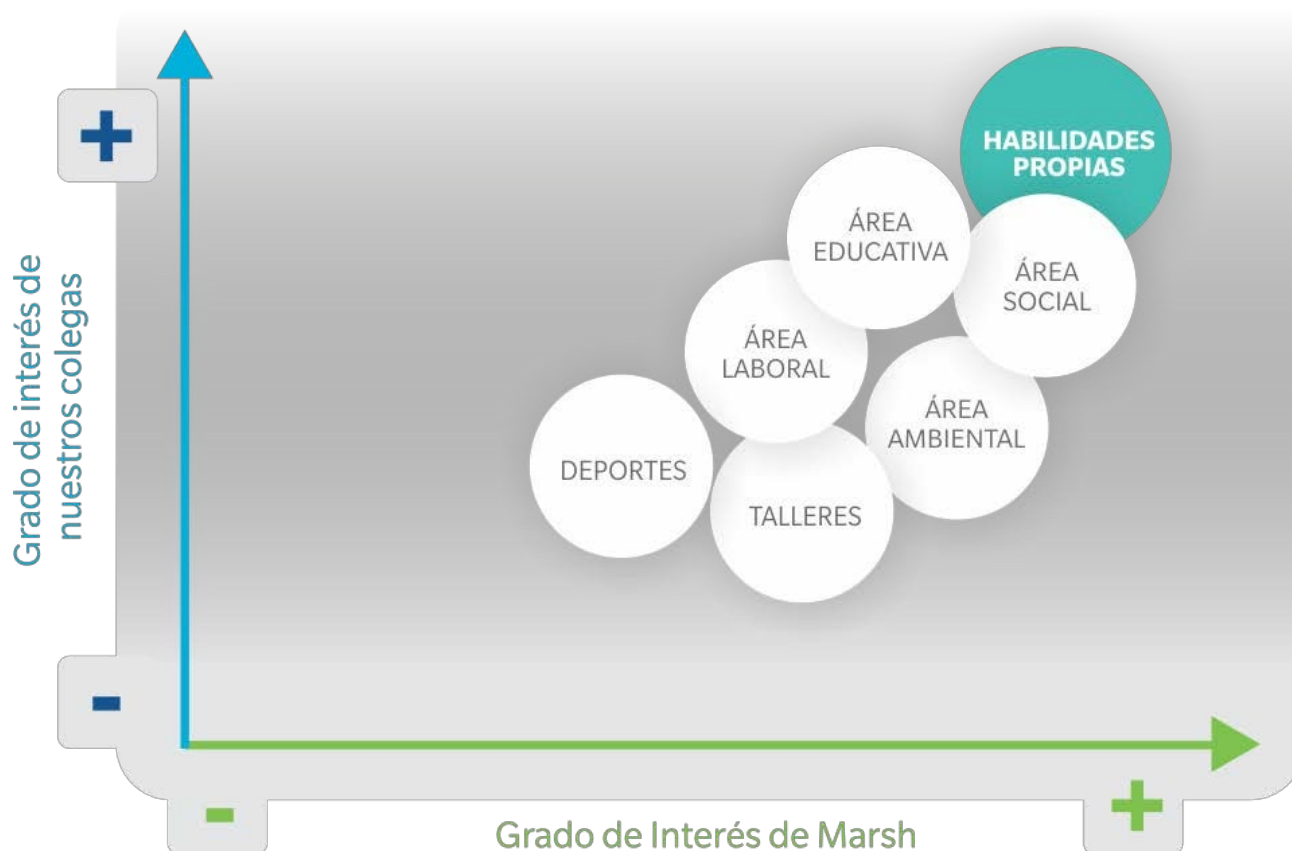 +
HABILIDADES
PROPIAS
ÁREA
EDUCATIVA
ÁREA
SOCIAL
ÁREA
LABORAL
ÁREA
AMBIENTAL
DEPORTES
TALLERES
Grado de interés de
nuestros colegas
-
-
+
Grado de Interés de Marsh